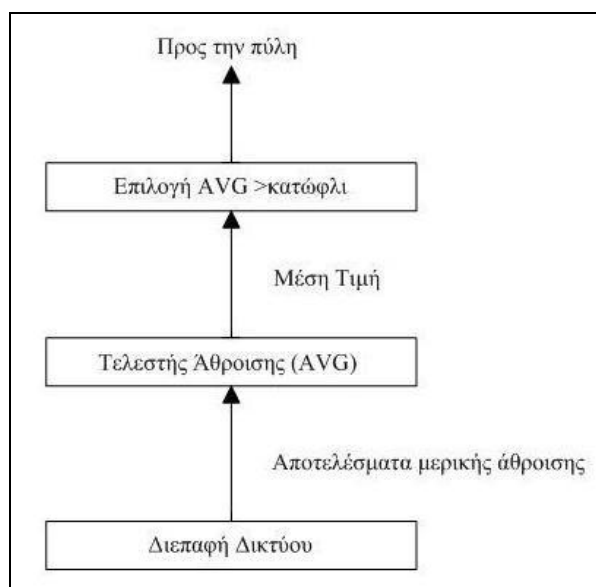 Προς την πύλη
Επιλογή AVG >κατώφλι
Μέση Τιμή
Τελεστής Άθροισης (AVG)
Αποτελέσματα μερικής άθροισης
Διεπαφή Δικτύου